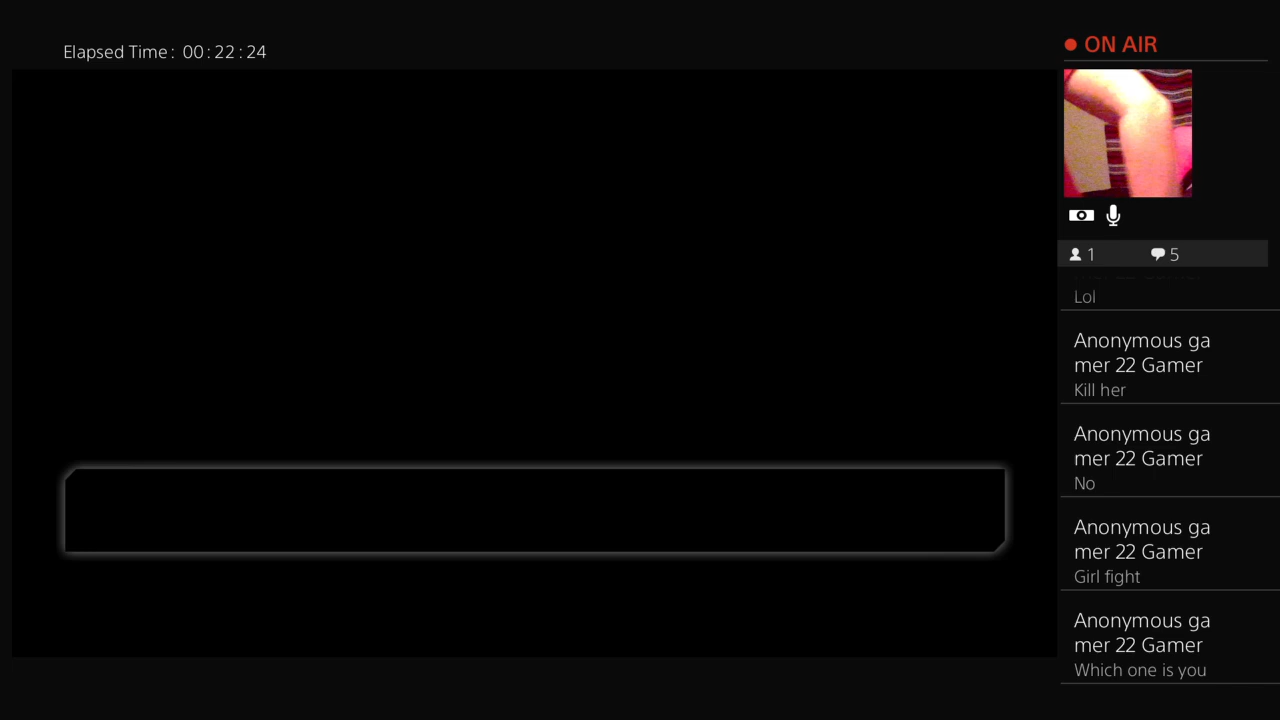 Elapsed Time: 00:22:24
ON AIR
1
5
Lol
Anonymous ga
mer 22 Gamer
Kill her
Anonymous ga
mer 22 Gamer
No
Anonymous ga
mer 22 Gamer
Girl fight
Anonymous ga
mer 22 Gamer
Which one is you